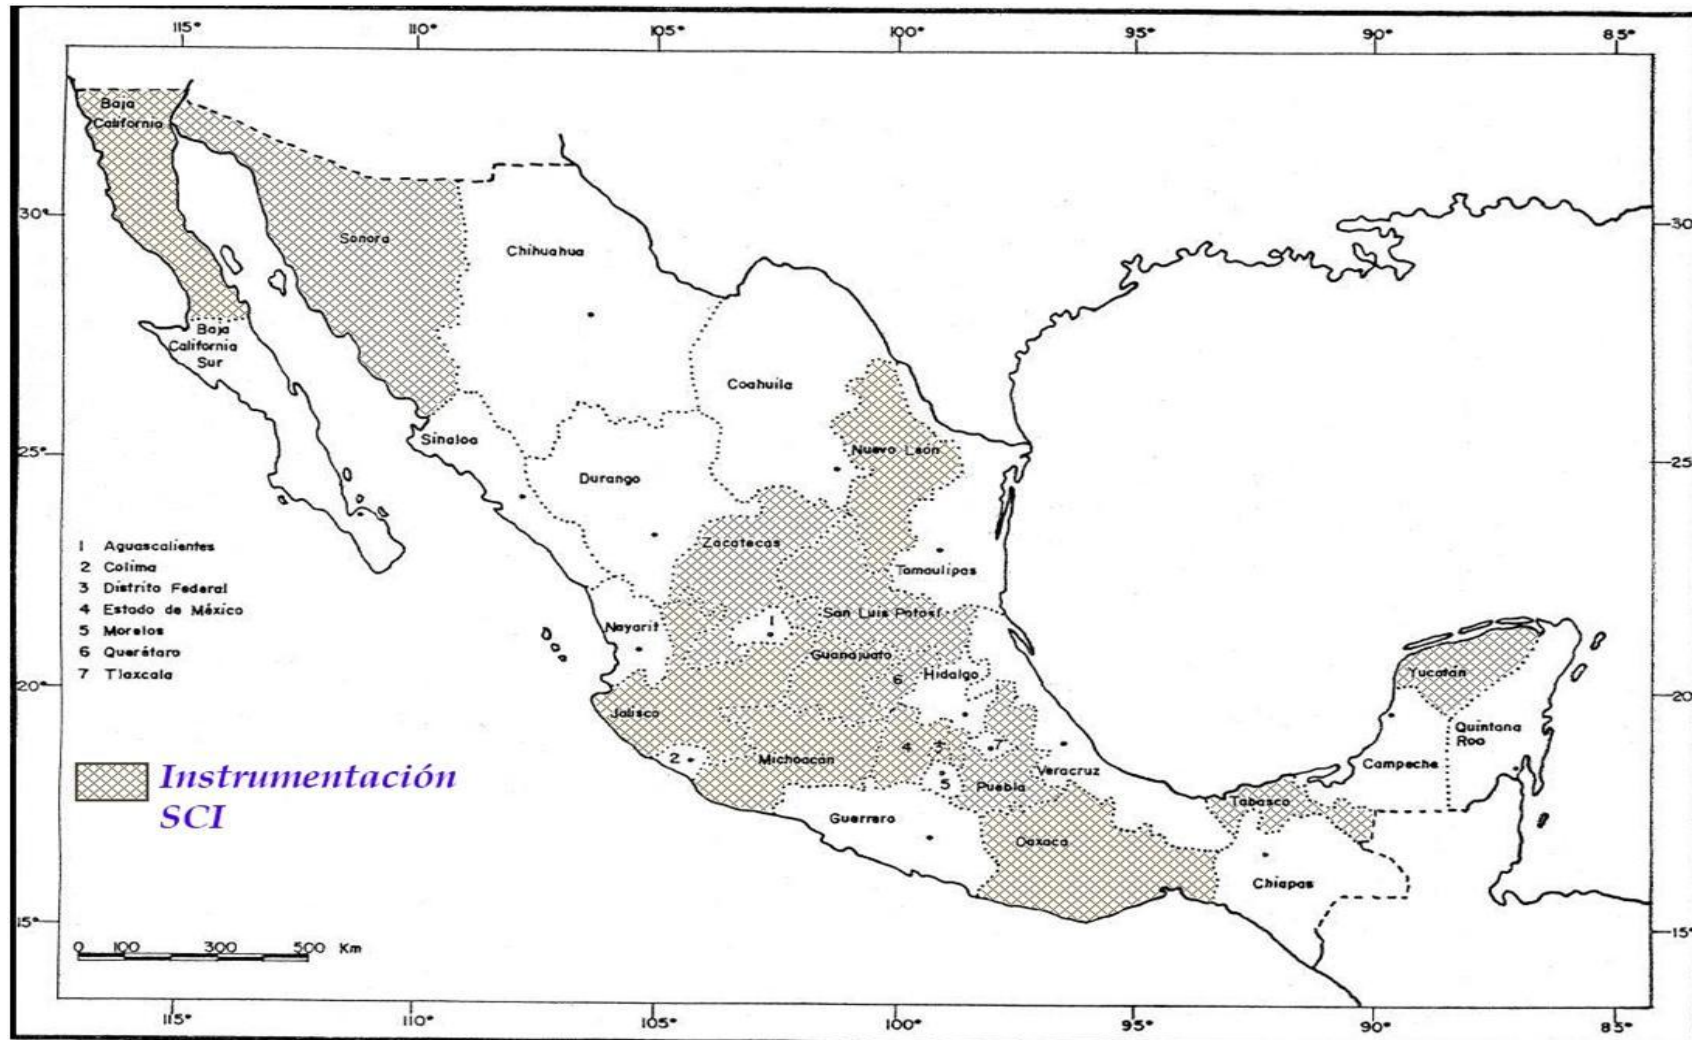 115°
110°
105°
100°
95°
90°
85°
Baja
California
30°
30°
Sonora
Chihuahua
Baja
California
Sur
Coahuila
Sinaloa
Nuevo León
25°
25°
Durango
Zacatecas
Tamaulipas
1 Aguascalientes
2 Colima
3 Distrito Federal
4 Estado de México
5 Morelos
6 Querétaro
7 Tlaxcala
San Luis Potosí
Nayarit
1
Guanajuato
6
Hidalgo
Yucatán
20°
20°
Jalisco
Quintana
Roo
4
7
2
Michoacán
Campeche
Veracruz
5
Puebla
Tabasco
Guerrero
Oaxaca
Chiapas
Instrumentación
SCI
15°
15°
0 100 300 500 Km
115°
110°
105°
100°
95°
90°
85°